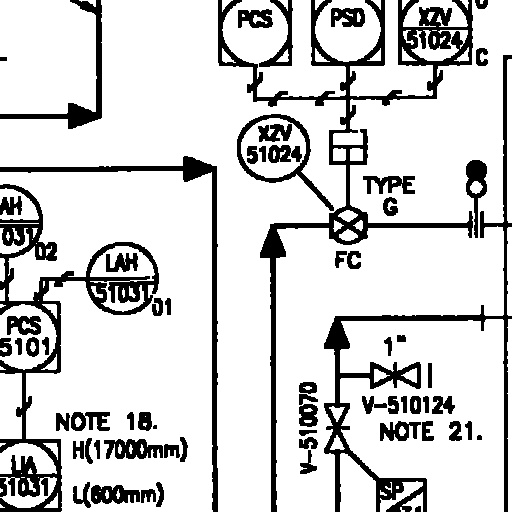 PCS
PSD
XZV
51024
C
XZV
51024
TYPE
G
FC
AH
031
02
LAH
51031
01
PCS
5101
1"
V-510124
NOTE 21.
V-510070
NOTE 18.
H(17000mm)
L(600mm)
LIA
51031
SP